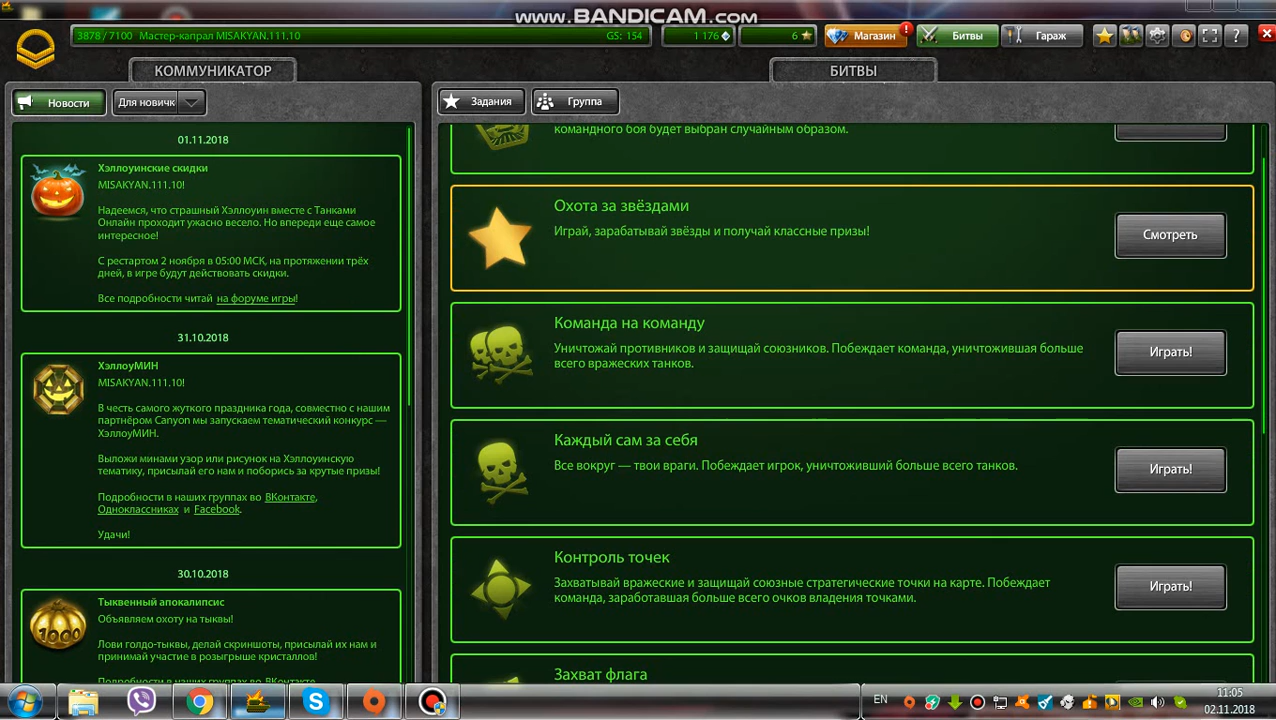 www.BANDICAM.com
3878 / 7100 Мастер-капрал MISAKYAN.111.10
GS: 154
1 176
6
Магазин
Битвы
Гараж
КОММУНИКАТОР
БИТВЫ
Новости
Для новичк
Задания
Группа
01.11.2018
Хэллоуинские скидки
MISAKYAN.111.10!
Надеемся, что страшный Хэллоуин вместе с Танками
Онлайн проходит ужасно весело. Но впереди еще самое
интересное!
С рестартом 2 ноября в 05:00 МСК, на протяжении трёх
дней, в игре будут действовать скидки.
Все подробности читай на форуме игры!
31.10.2018
ХэллоуМИН
MISAKYAN.111.10!
В честь самого жуткого праздника года, совместно с нашим
партнёром Canyon мы запускаем тематический конкурс —
ХэллоуМИН.
Выложи минами узор или рисунок на Хэллоуинскую
тематику, присылай его нам и поборись за крутые призы!
Подробности в наших группах во ВКонтакте,
Одноклассниках и Facebook.
Удачи!
30.10.2018
Тыквенный апокалипсис
Объявляем охоту на тыквы!
1000
Лови голдо-тыквы, делай скриншоты, присылай их нам и
принимай участие в розыгрыше кристаллов!
Подробности в наших группах во ВКонтакте,
командного боя будет выбран случайным образом.
Охота за звёздами
Играй, зарабатывай звёзды и получай классные призы!
Смотреть
Команда на команду
Уничтожай противников и защищай союзников. Побеждает команда, уничтожившая больше
всего вражеских танков.
Играть!
Каждый сам за себя
Все вокруг — твои враги. Побеждает игрок, уничтоживший больше всего танков.
Играть!
Контроль точек
Захватывай вражеские и защищай союзные стратегические точки на карте. Побеждает
команда, заработавшая больше всего очков владения точками.
Играть!
Захват флага
EN
11:05
02.11.2018